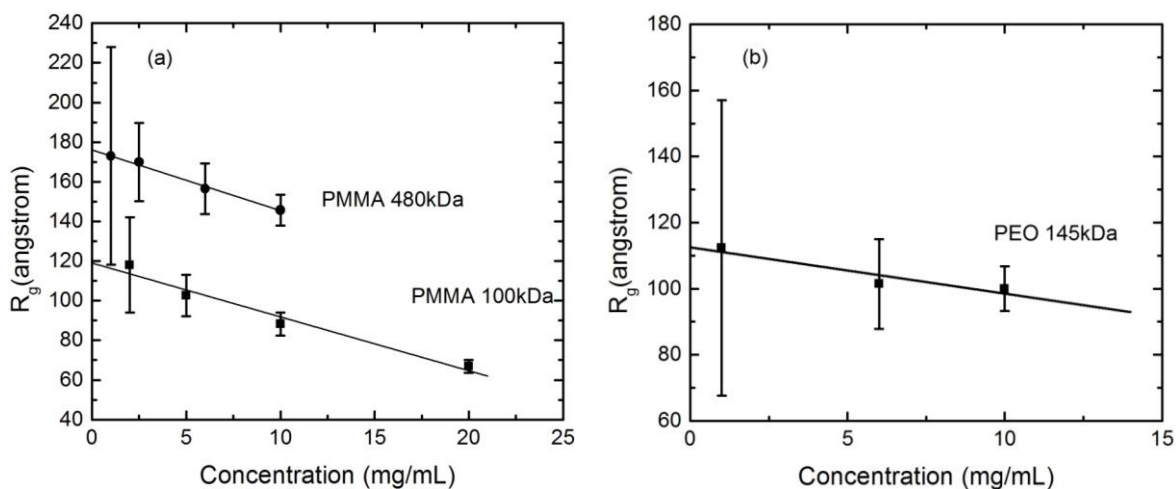 240
220
200
180
160
140
120
100
80
60
40
R_g(angstrom)
(a)
PMMA 480kDa
PMMA 100kDa
0 5 10 15 20 25
Concentration (mg/mL)
180
160
140
120
100
80
60
R_g(angstrom)
(b)
PEO 145kDa
0 5 10 15
Concentration (mg/mL)